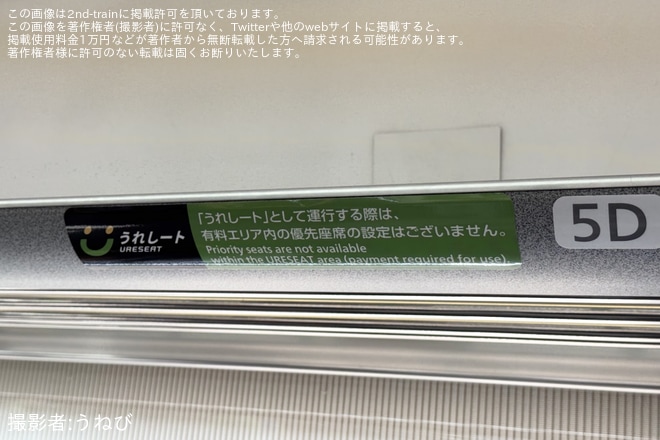 この画像は2nd-trainに掲載許可を頂いております。
この画像を著作権者(撮影者)に許可なく、Twitterや他のwebサイトに掲載すると、
掲載使用料金1万円などが著作者から無断転載した方へ請求される可能性があります。
著作権者様に許可のない転載は固くお断りいたします。
うれしート
URESEAT
「うれしート」として運行する際は、
有料エリア内の優先座席の設定はございません。
Priority seats are not available
within the URESEAT area (payment required for use).
5D
撮影者:うねび